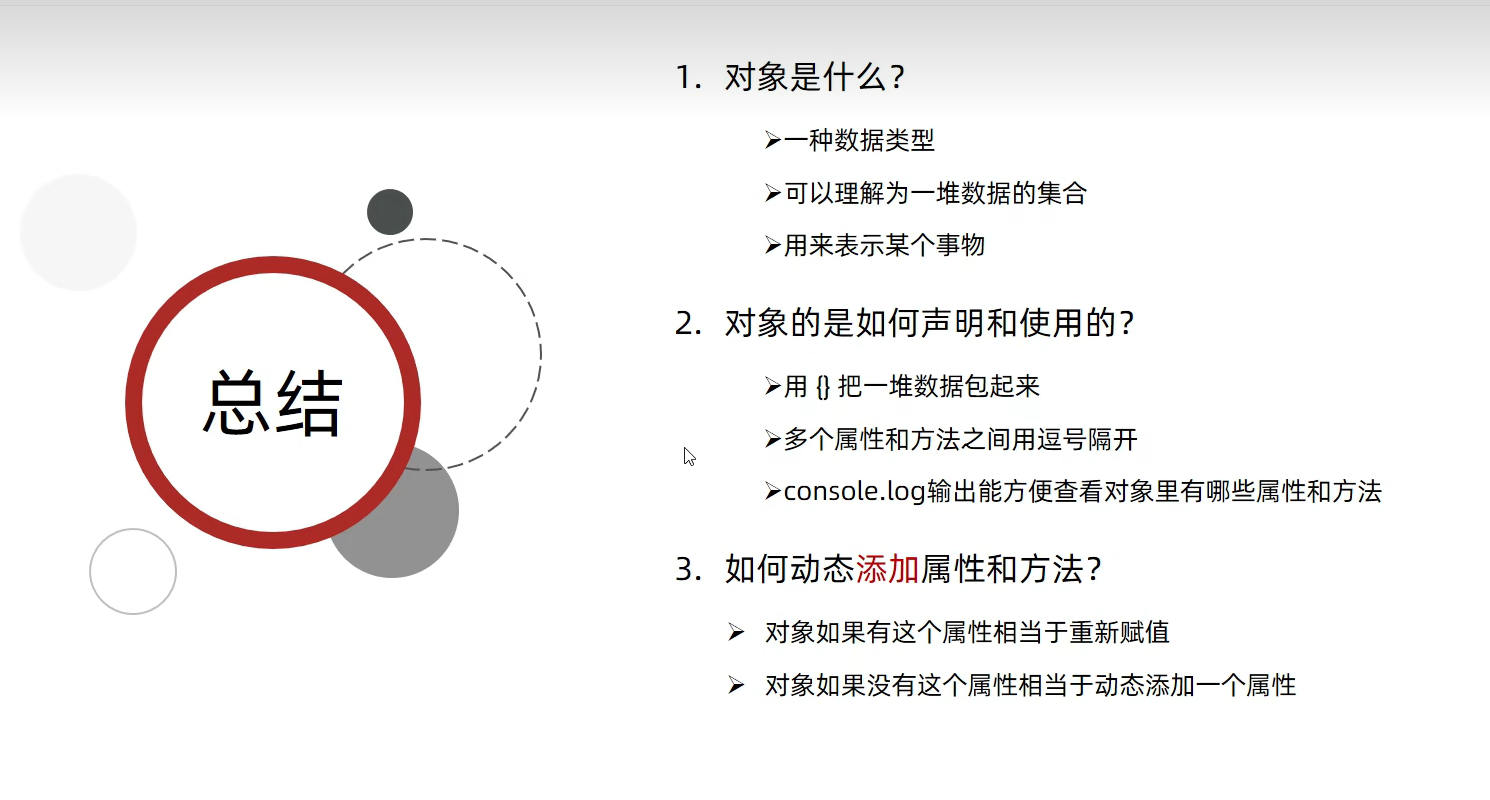 总结
1. 对象是什么？
➢一种数据类型
➢可以理解为一堆数据的集合
➢用来表示某个事物
2. 对象的是如何声明和使用的？
➢用 {} 把一堆数据包起来
➢多个属性和方法之间用逗号隔开
➢console.log输出能方便查看对象里有哪些属性和方法
3. 如何动态添加属性和方法？
➢ 对象如果有这个属性相当于重新赋值
➢ 对象如果没有这个属性相当于动态添加一个属性